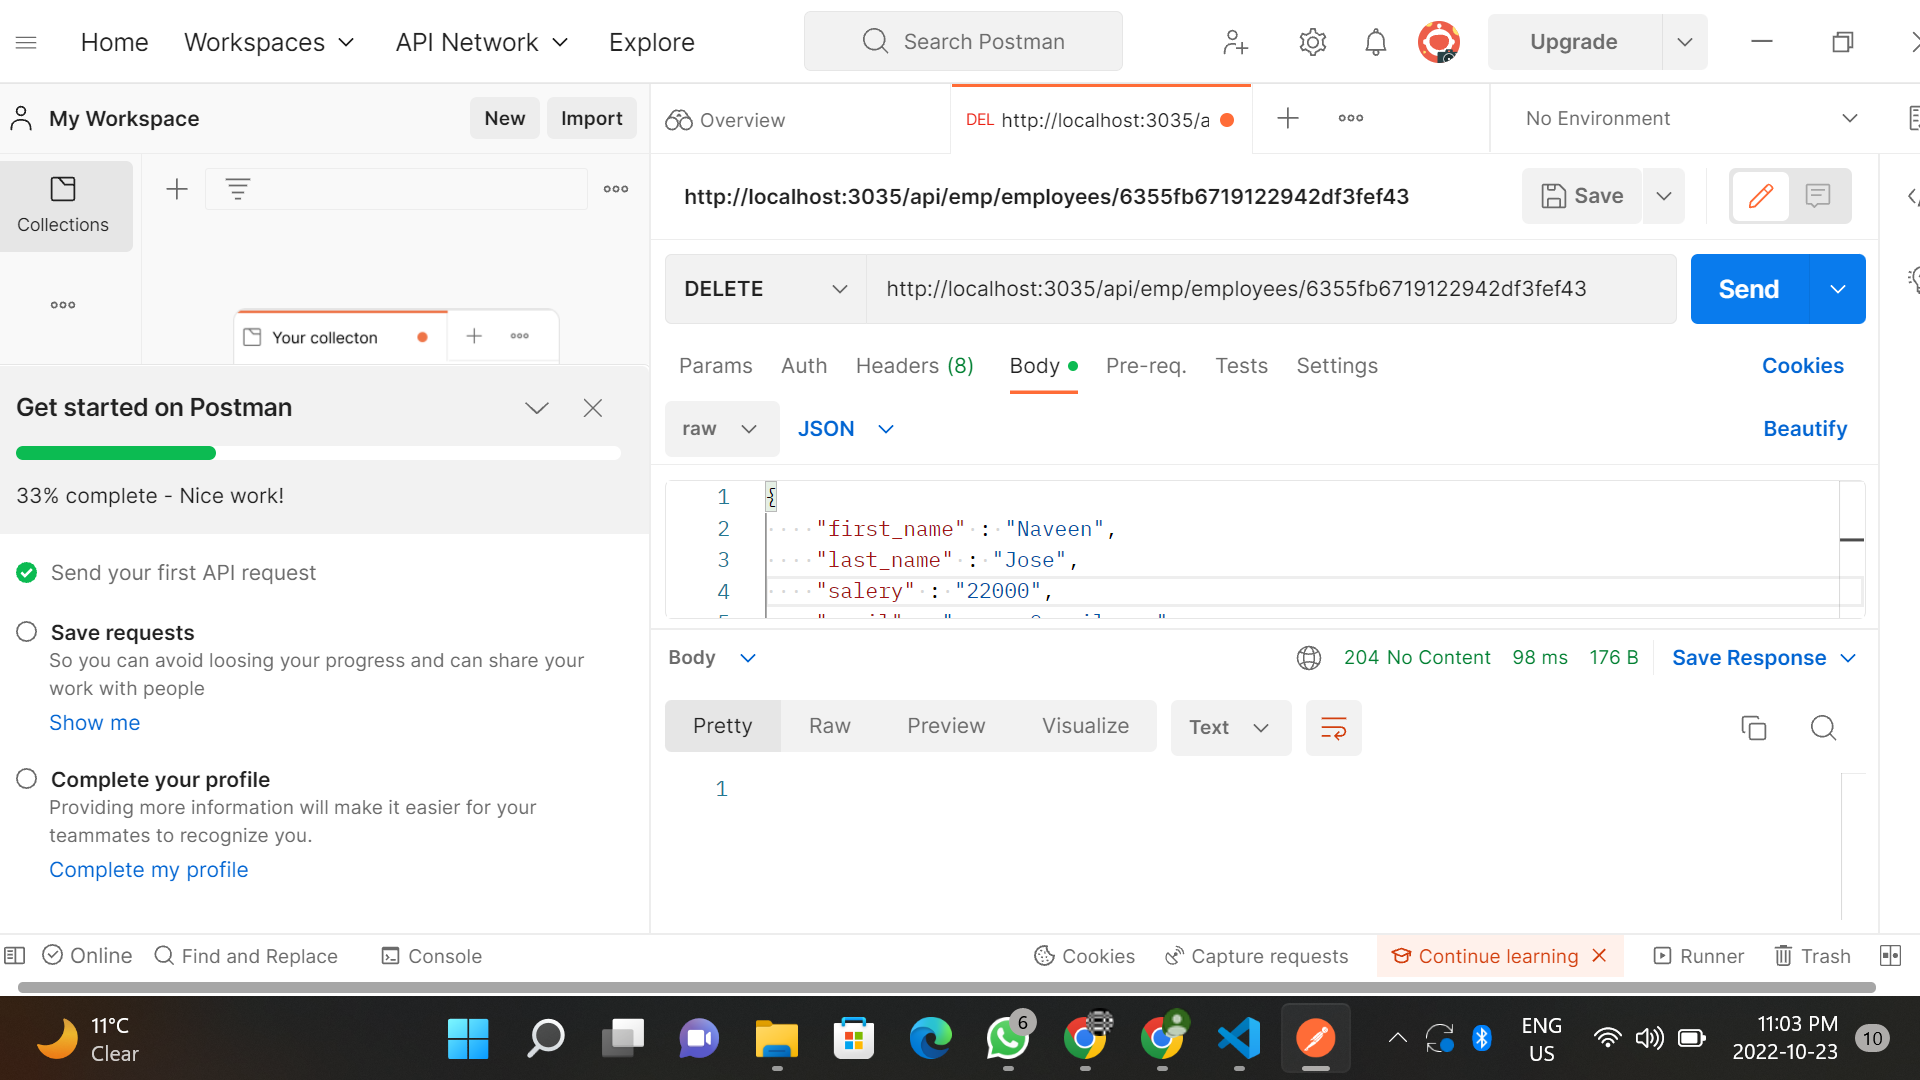 Home
Workspaces
API Network
Explore
Search Postman
Upgrade
My Workspace
New
Import
Overview
DEL http://localhost:3035/a
No Environment
Collections
http://localhost:3035/api/emp/employees/6355fb6719122942df3fef43
Save
DELETE
http://localhost:3035/api/emp/employees/6355fb6719122942df3fef43
Send
Your collecton
Params
Auth
Headers (8)
Body
Pre-req.
Tests
Settings
Cookies
Get started on Postman
raw
JSON
Beautify
33% complete - Nice work!
1 {
2 "first_name" : "Naveen",
3 "last_name" : "Jose",
4 "salery" : "22000",
Send your first API request
Save requests
So you can avoid loosing your progress and can share your
work with people
Show me
Complete your profile
Providing more information will make it easier for your
teammates to recognize you.
Complete my profile
Body
204 No Content
98 ms
176 B
Save Response
Pretty
Raw
Preview
Visualize
Text
1
Online
Find and Replace
Console
Cookies
Capture requests
Continue learning
Runner
Trash
11°C
Clear
6
ENG
US
11:03 PM
2022-10-23
10